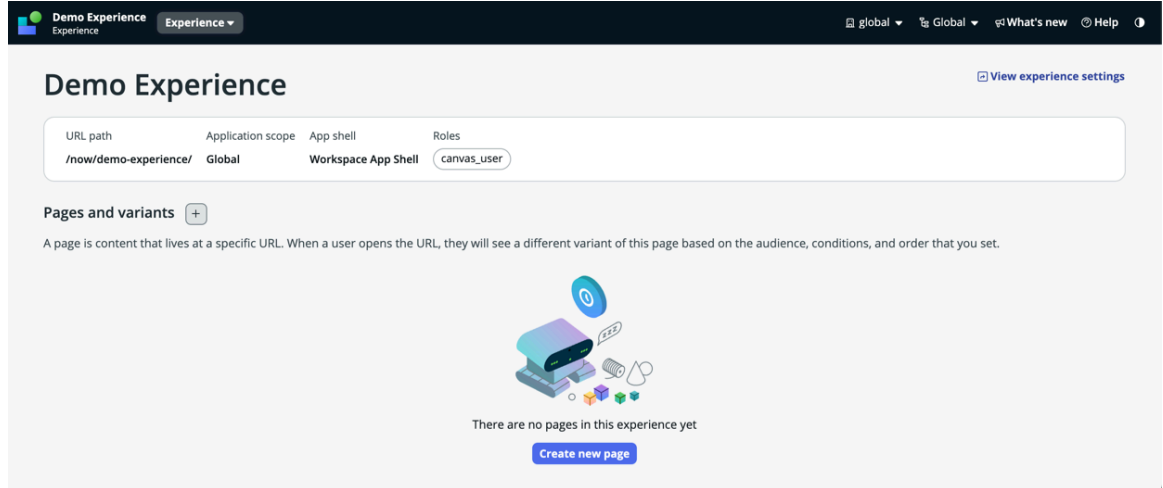 Demo Experience
Experience
Experience
global
Global
What's new
Help
Demo Experience
View experience settings
URL path Application scope App shell Roles
/now/demo-experience/ Global Workspace App Shell canvas_user
Pages and variants +
A page is content that lives at a specific URL. When a user opens the URL, they will see a different variant of this page based on the audience, conditions, and order that you set.
zzz
There are no pages in this experience yet
Create new page